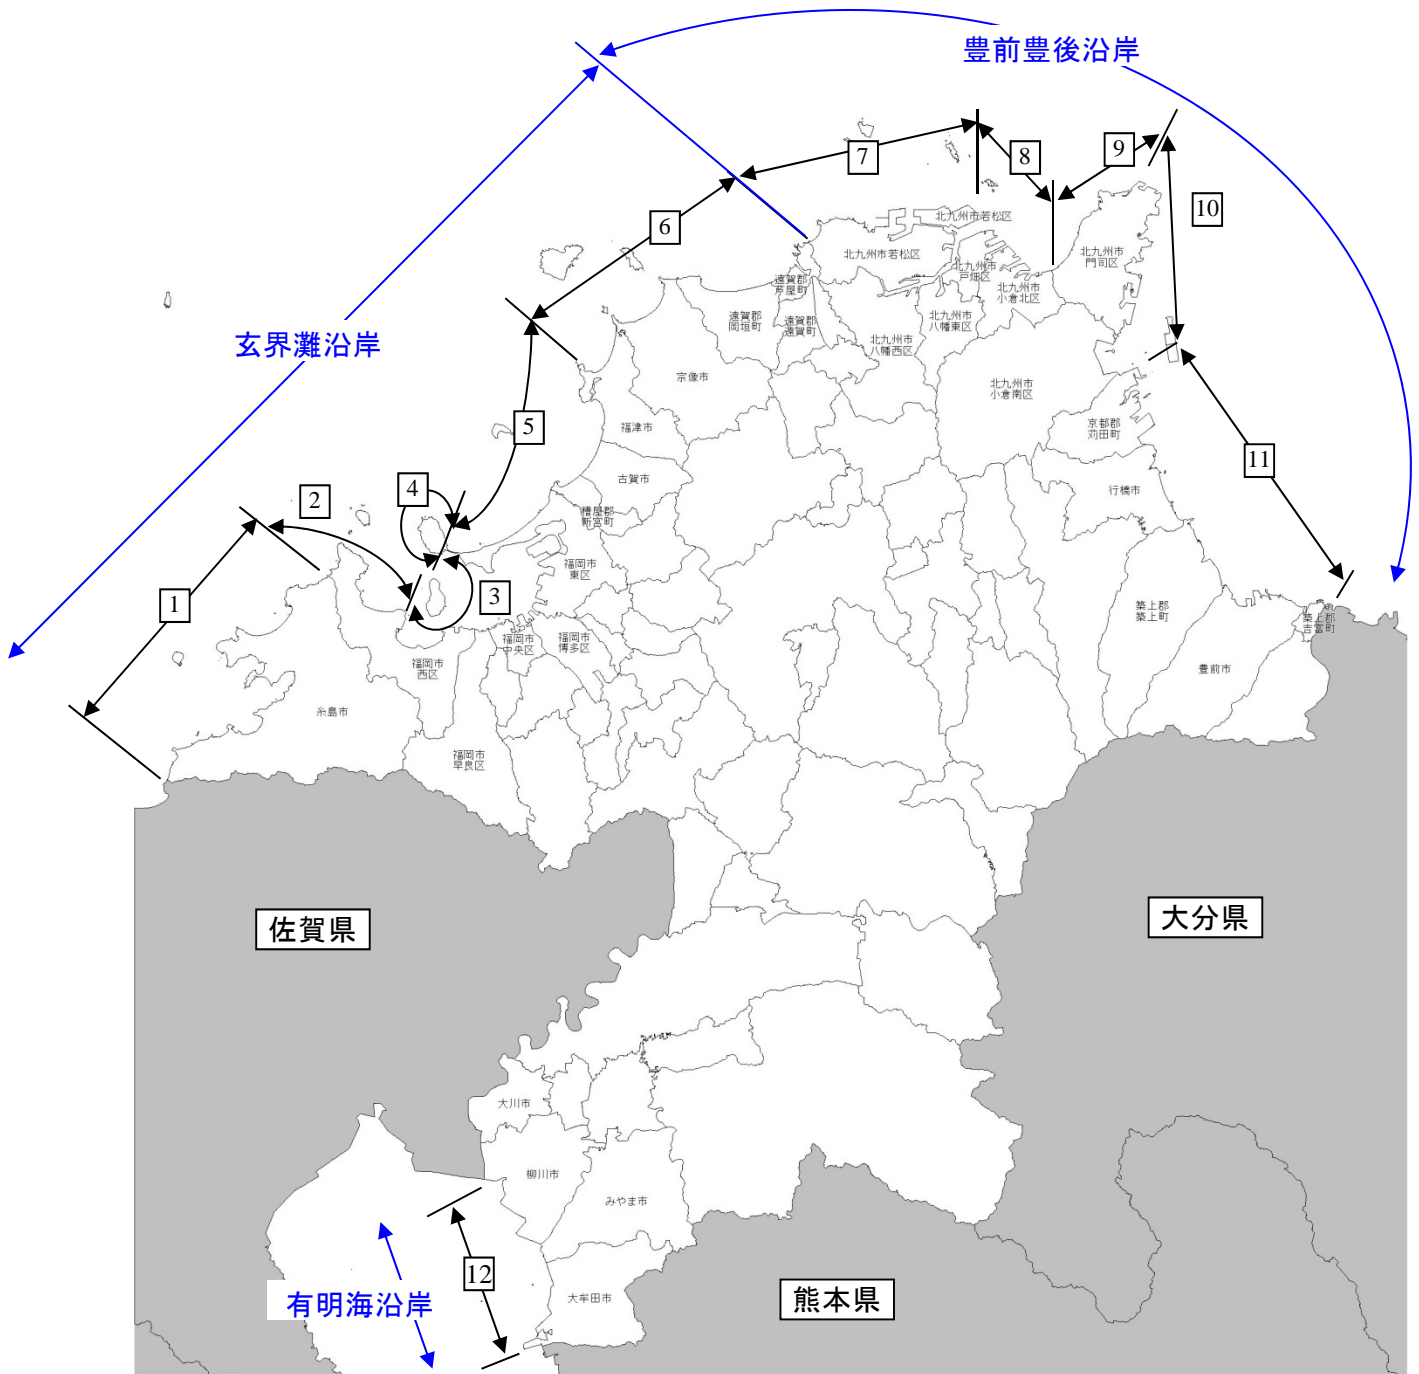 豊前豊後沿岸
7
8
9
10
6
北九州市若松区
北九州市若松区
北九州市
戸畑区
北九州市
門司区
北九州市
小倉北区
遠賀郡
芦屋町
遠賀郡
岡垣町
遠賀郡
遠賀町
北九州市
八幡東区
北九州市
八幡西区
玄界灘沿岸
宗像市
北九州市
小倉南区
5
福津市
京都郡
苅田町
11
古賀市
行橋市
4
2
糟屋郡
新宮町
福岡市
東区
1
3
築上郡
築上町
築上郡
吉富町
福岡市
中央区
福岡市
博多区
福岡市
西区
豊前市
糸島市
福岡市
早良区
佐賀県
大分県
大川市
柳川市
みやま市
12
有明海沿岸
大牟田市
熊本県